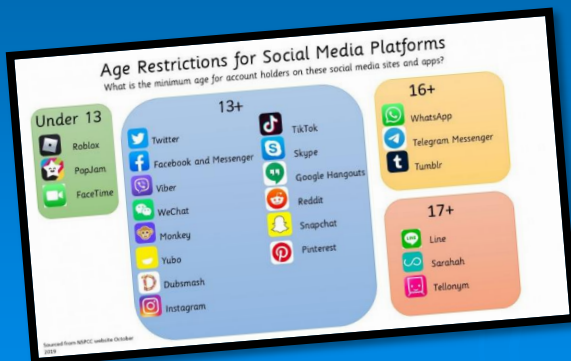 Age Restrictions for Social Media Platforms
What is the minimum age for account holders on these social media sites and apps?
Under 13
Roblox
PopJam
FaceTime
13+
Twitter
Facebook and Messenger
Viber
WeChat
Monkey
Yubo
Dubsmash
Instagram
TikTok
Skype
Google Hangouts
Reddit
Snapchat
Pinterest
16+
WhatsApp
Telegram Messenger
Tumblr
17+
LINE
Line
Sarahah
Tellonym
Sourced from NSPCC website October
2019